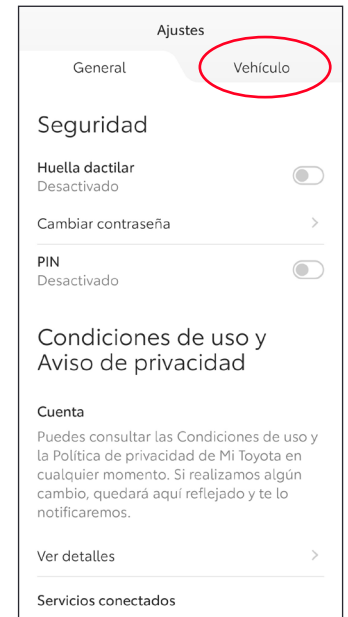 Ajustes
General
Vehículo
Seguridad
Huella dactilar
Desactivado
Cambiar contraseña
PIN
Desactivado
Condiciones de uso y
Aviso de privacidad
Cuenta
Puedes consultar las Condiciones de uso y
la Política de privacidad de Mi Toyota en
cualquier momento. Si realizamos algún
cambio, quedará aquí reflejado y te lo
notificaremos.
Ver detalles
Servicios conectados